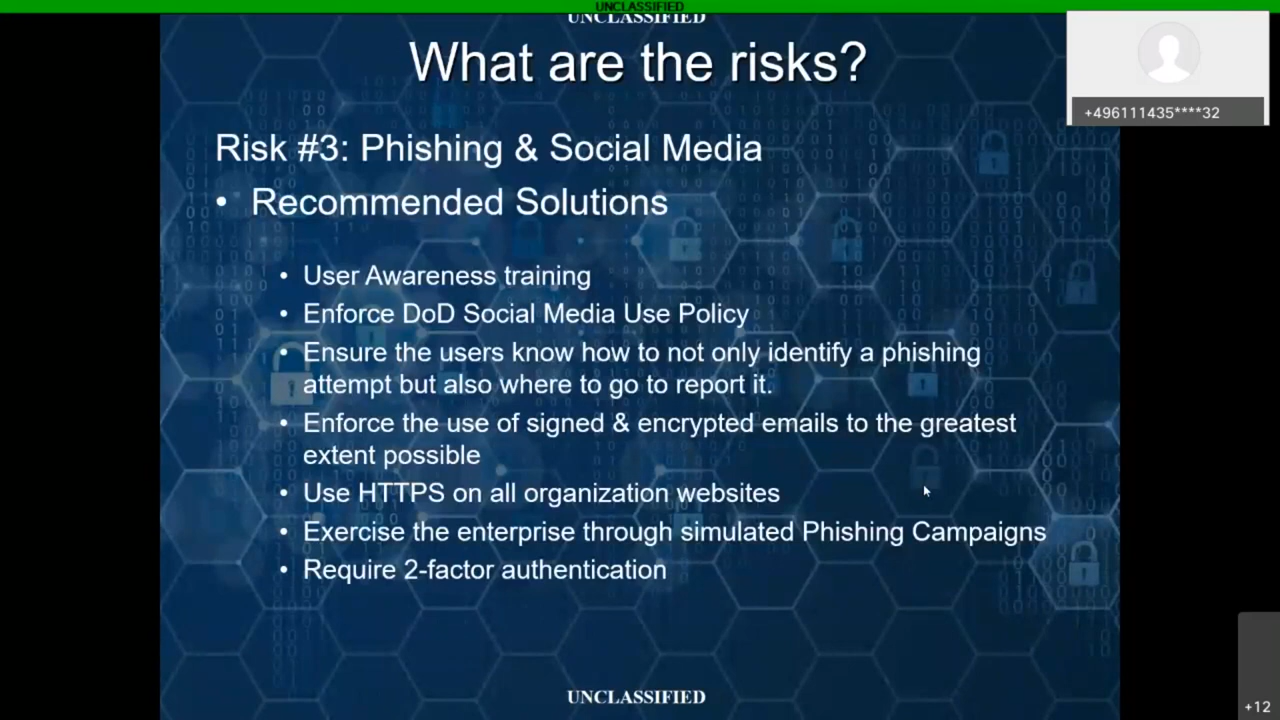 UNCLASSIFIED
UNCLASSIFIED
What are the risks?
+496111435****32
Risk #3: Phishing & Social Media
• Recommended Solutions
• User Awareness training
• Enforce DoD Social Media Use Policy
• Ensure the users know how to not only identify a phishing
attempt but also where to go to report it.
• Enforce the use of signed & encrypted emails to the greatest
extent possible
• Use HTTPS on all organization websites
• Exercise the enterprise through simulated Phishing Campaigns
• Require 2-factor authentication
UNCLASSIFIED
+12